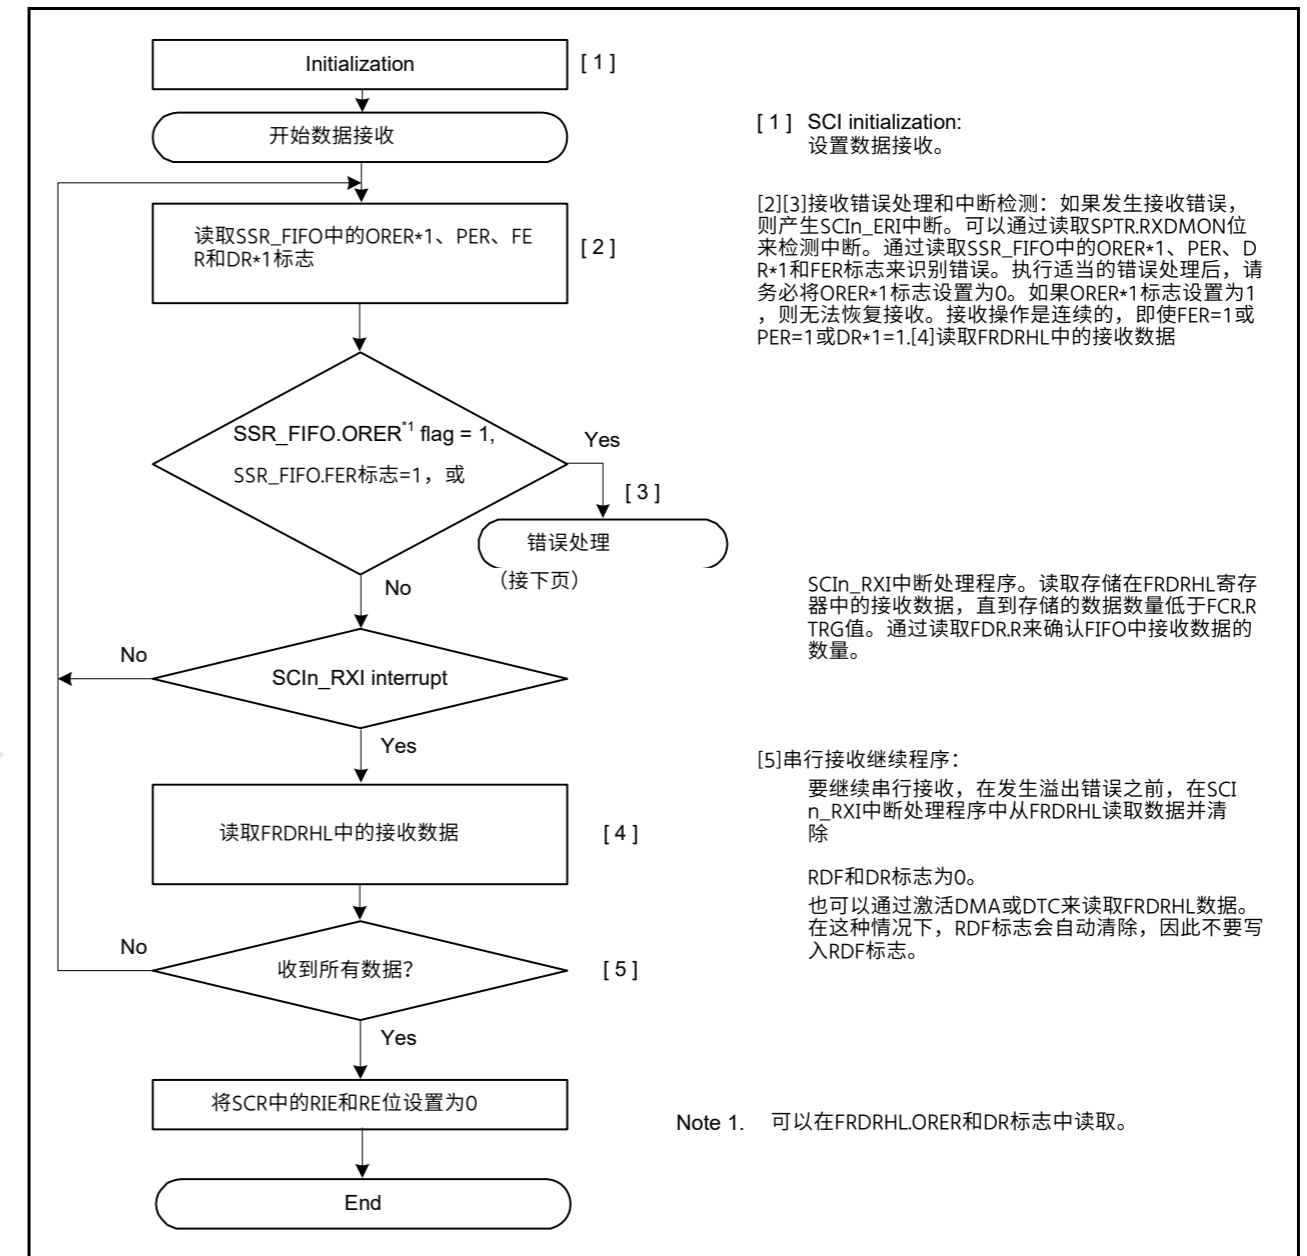 Initialization
[ 1 ]
开始数据接收
读取SSR_FIFO中的ORER*1、PER、FE
R和DR*1标志
[ 2 ]
SSR_FIFO.ORER*1 flag = 1,
SSR_FIFO.FER标志=1，或
Yes
[ 3 ]
错误处理
（接下页）
No
No
SCIn_RXI interrupt
Yes
读取FRDRHL中的接收数据
[ 4 ]
No
收到所有数据？
[ 5 ]
Yes
将SCR中的RIE和RE位设置为0
End
[ 1 ] SCI initialization:
设置数据接收。
[2][3]接收错误处理和中断检测：如果发生接收错误，
则产生SCIn_ERI中断。可以通过读取SPTR.RXDMON位
来检测中断。通过读取SSR_FIFO中的ORER*1、PER、D
R*1和FER标志来识别错误。执行适当的错误处理后，请
务必将ORER*1标志设置为0。如果ORER*1标志设置为1
，则无法恢复接收。接收操作是连续的，即使FER=1或
PER=1或DR*1=1.[4]读取FRDRHL中的接收数据
SCIn_RXI中断处理程序。读取存储在FRDRHL寄存
器中的接收数据，直到存储的数据数量低于FCR.R
TRG值。通过读取FDR.R来确认FIFO中接收数据的
数量。
[5]串行接收继续程序：
要继续串行接收，在发生溢出错误之前，在SCI
n_RXI中断处理程序中从FRDRHL读取数据并清
除
RDF和DR标志为0。
也可以通过激活DMA或DTC来读取FRDRHL数据。
在这种情况下，RDF标志会自动清除，因此不要写
入RDF标志。
Note 1. 可以在FRDRHL.ORER和DR标志中读取。